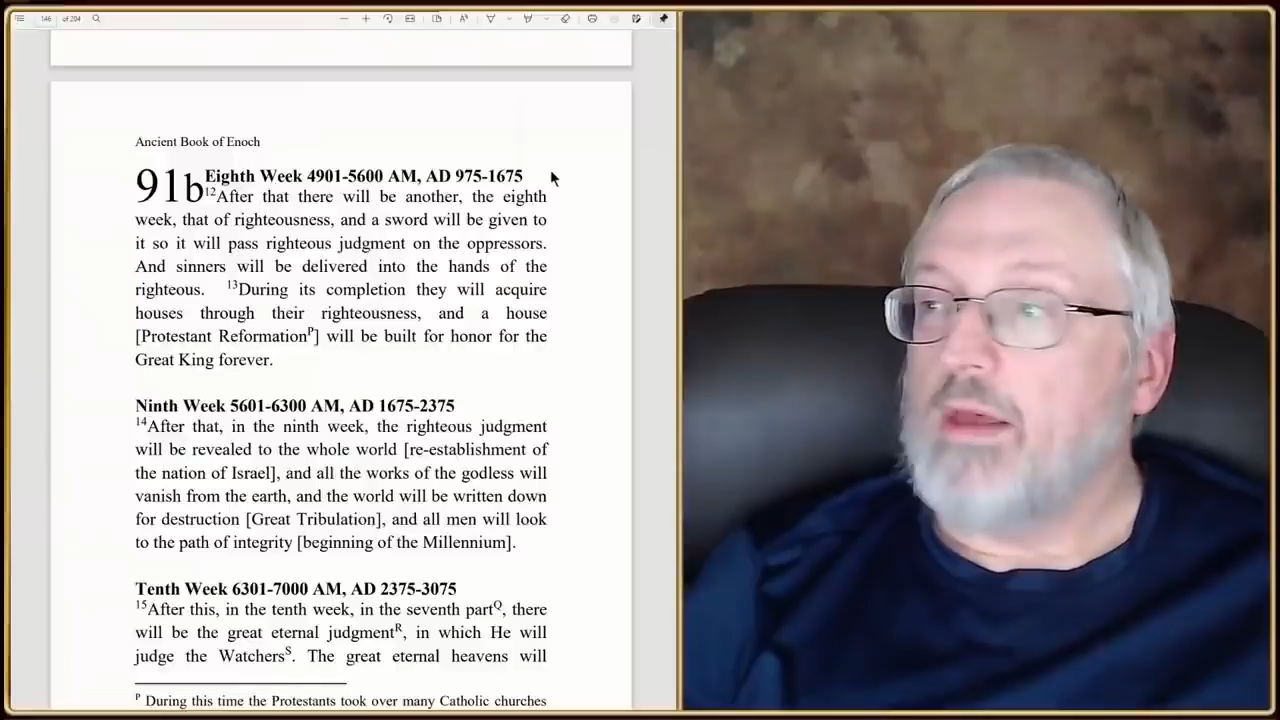 146 of 204
Ancient Book of Enoch
91b Eighth Week 4901-5600 AM, AD 975-1675
12After that there will be another, the eighth
week, that of righteousness, and a sword will be given to
it so it will pass righteous judgment on the oppressors.
And sinners will be delivered into the hands of the
righteous. 13During its completion they will acquire
houses through their righteousness, and a house
[Protestant ReformationP] will be built for honor for the
Great King forever.
Ninth Week 5601-6300 AM, AD 1675-2375
14After that, in the ninth week, the righteous judgment
will be revealed to the whole world [re-establishment of
the nation of Israel], and all the works of the godless will
vanish from the earth, and the world will be written down
for destruction [Great Tribulation], and all men will look
to the path of integrity [beginning of the Millennium].
Tenth Week 6301-7000 AM, AD 2375-3075
15After this, in the tenth week, in the seventh partQ, there
will be the great eternal judgmentR, in which He will
judge the WatchersS. The great eternal heavens will
P During this time the Protestants took over many Catholic churches